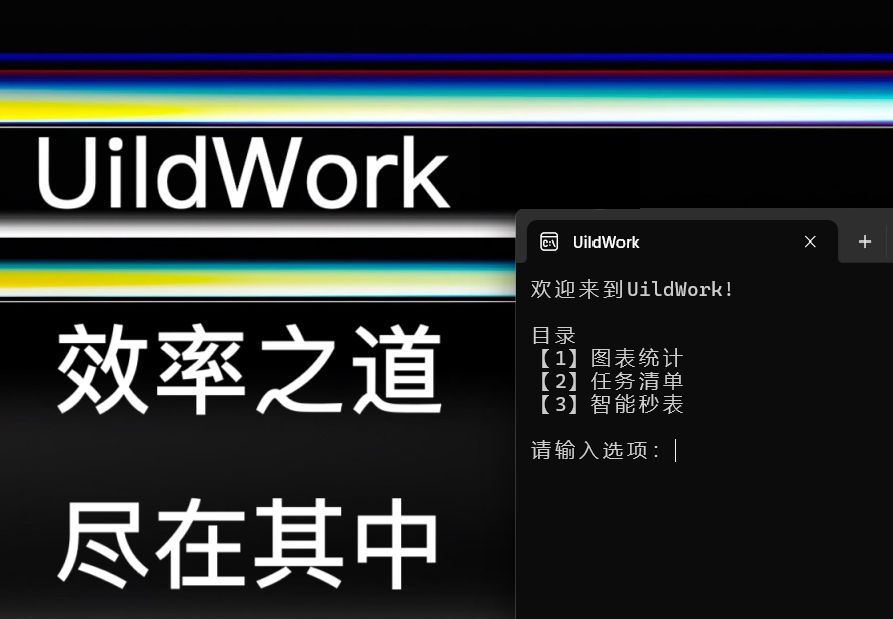 UildWork
效率之道
尽在其中
UildWork
欢迎来到UildWork!
目录
【1】图表统计
【2】任务清单
【3】智能秒表
请输入选项: